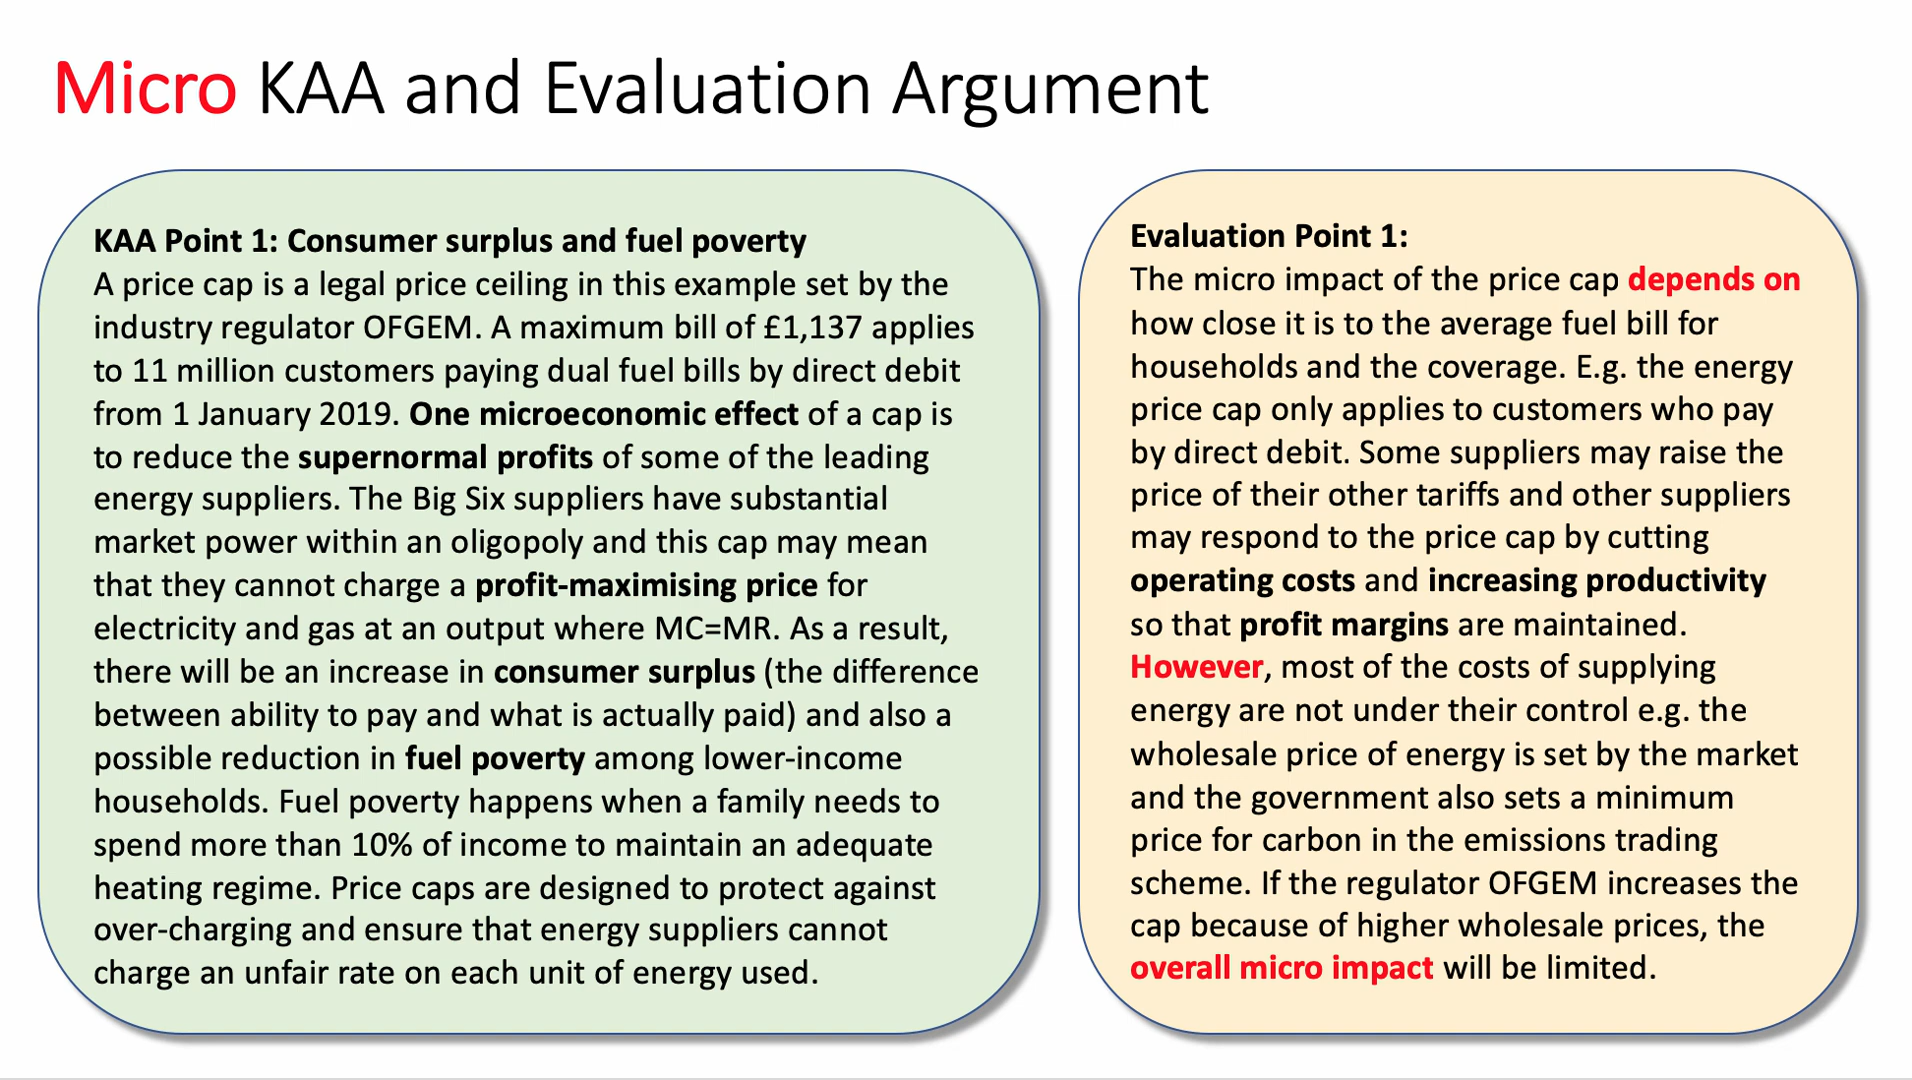 Micro KAA and Evaluation Argument
KAA Point 1: Consumer surplus and fuel poverty
A price cap is a legal price ceiling in this example set by the
industry regulator OFGEM. A maximum bill of £1,137 applies
to 11 million customers paying dual fuel bills by direct debit
from 1 January 2019. One microeconomic effect of a cap is
to reduce the supernormal profits of some of the leading
energy suppliers. The Big Six suppliers have substantial
market power within an oligopoly and this cap may mean
that they cannot charge a profit-maximising price for
electricity and gas at an output where MC=MR. As a result,
there will be an increase in consumer surplus (the difference
between ability to pay and what is actually paid) and also a
possible reduction in fuel poverty among lower-income
households. Fuel poverty happens when a family needs to
spend more than 10% of income to maintain an adequate
heating regime. Price caps are designed to protect against
over-charging and ensure that energy suppliers cannot
charge an unfair rate on each unit of energy used.
Evaluation Point 1:
The micro impact of the price cap depends on
how close it is to the average fuel bill for
households and the coverage. E.g. the energy
price cap only applies to customers who pay
by direct debit. Some suppliers may raise the
price of their other tariffs and other suppliers
may respond to the price cap by cutting
operating costs and increasing productivity
so that profit margins are maintained.
However, most of the costs of supplying
energy are not under their control e.g. the
wholesale price of energy is set by the market
and the government also sets a minimum
price for carbon in the emissions trading
scheme. If the regulator OFGEM increases the
cap because of higher wholesale prices, the
overall micro impact will be limited.